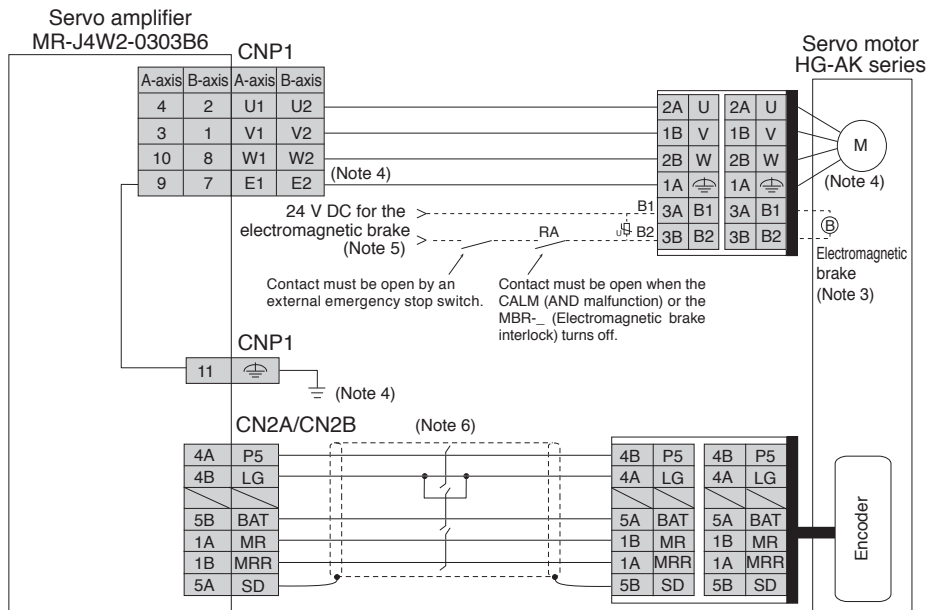 Servo amplifier
MR-J4W2-0303B6
CNP1
Servo motor
HG-AK series
A-axis B-axis A-axis B-axis
4 2 U1 U2
3 1 V1 V2
10 8 W1 W2
9 7 E1 E2
(Note 4)
2A U 2A U
1B V 1B V
2B W 2B W
1A 1A
3A B1 3A B1
3B B2 3B B2
M
(Note 4)
24 V DC for the
electromagnetic brake
(Note 5)
B1
RA
U
B2
B
Electromagnetic
brake
(Note 3)
Contact must be open by an
external emergency stop switch.
Contact must be open when the
CALM (AND malfunction) or the
MBR-_ (Electromagnetic brake
interlock) turns off.
CNP1
11
(Note 4)
CN2A/CN2B
(Note 6)
4A P5
4B LG
5B BAT
1A MR
1B MRR
5A SD
4B P5 4B P5
4A LG 4A LG
5A BAT 5A BAT
1B MR 1B MR
1A MRR 1A MRR
5B SD 5B SD
Encoder